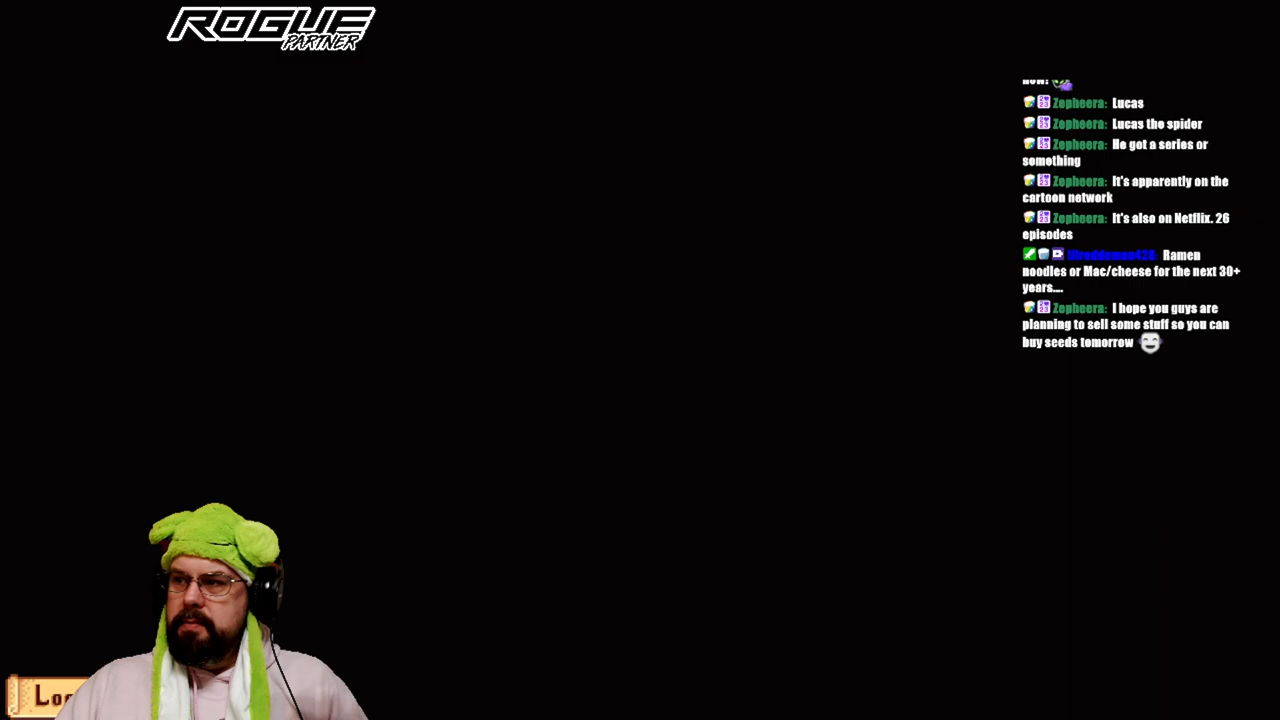 ROGUE
PARTNER
now!
Zepheera: Lucas
Zepheera: Lucas the spider
Zepheera: He got a series or
something
Zepheera: It's apparently on the
cartoon network
Zepheera: It's also on Netflix. 26
episodes
Ramen
noodles or Mac/cheese for the next 30+
years....
Zepheera: I hope you guys are
planning to sell some stuff so you can
buy seeds tomorrow